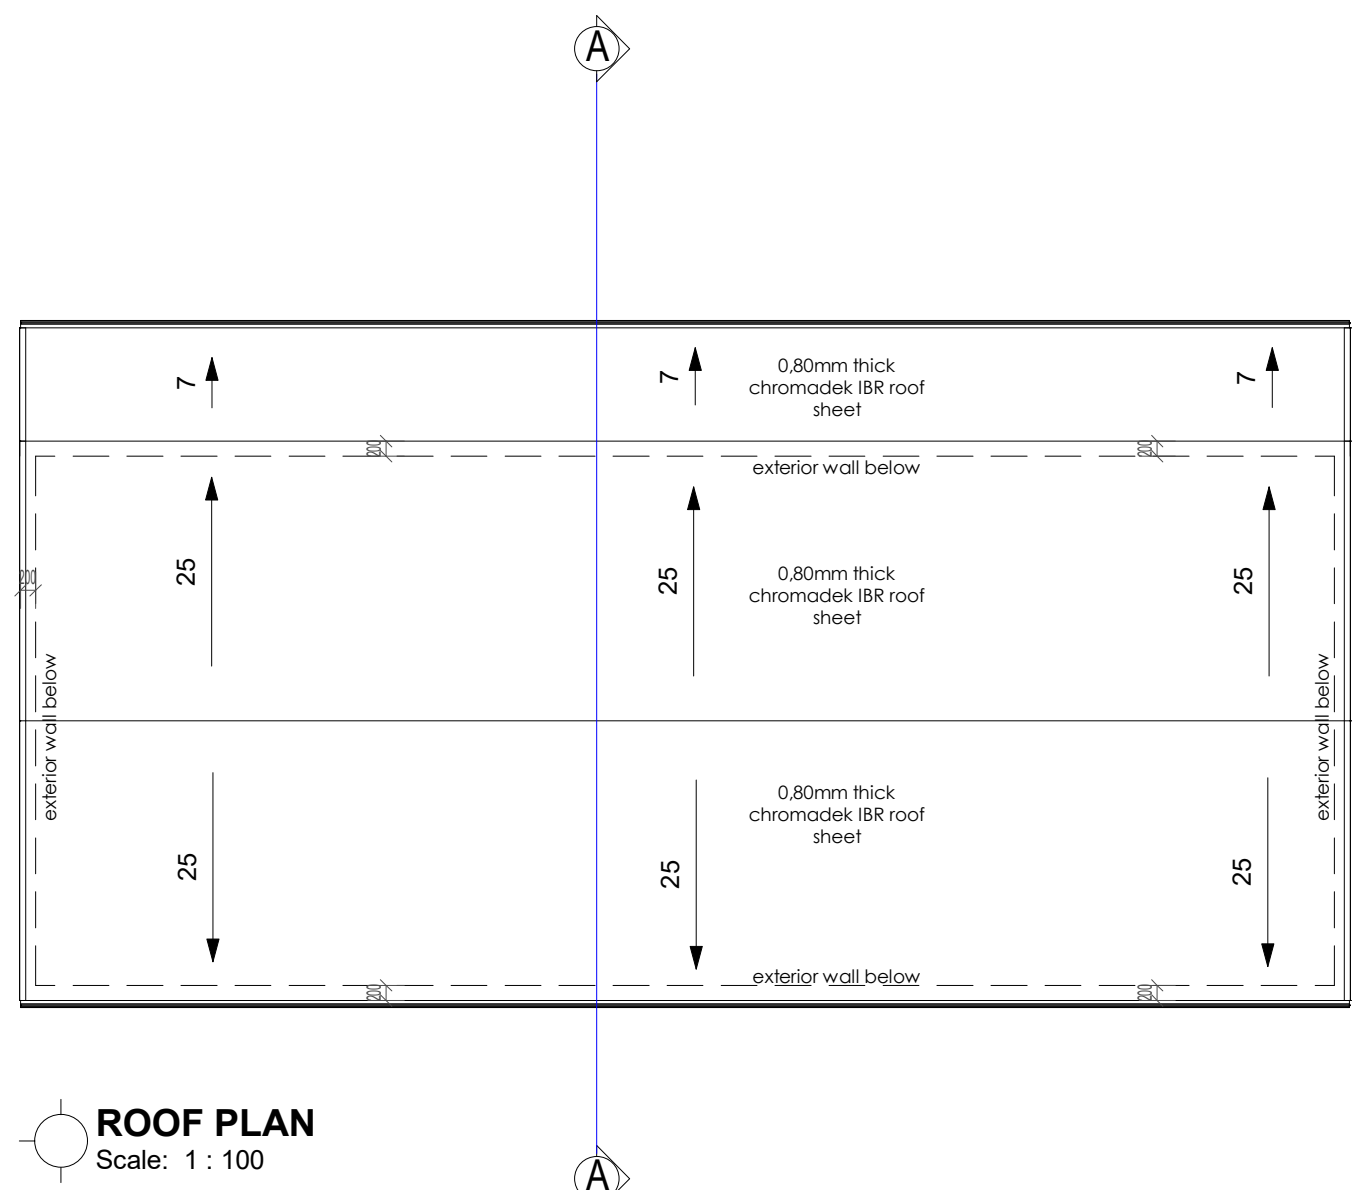 A
7
7
0,80mm thick
chromadek IBR roof
sheet
7
200
200
exterior wall below
25
25
0,80mm thick
chromadek IBR roof
sheet
25
200
exterior wall below
exterior wall below
25
25
0,80mm thick
chromadek IBR roof
sheet
25
exterior wall below
200
200
ROOF PLAN
Scale: 1 : 100
A